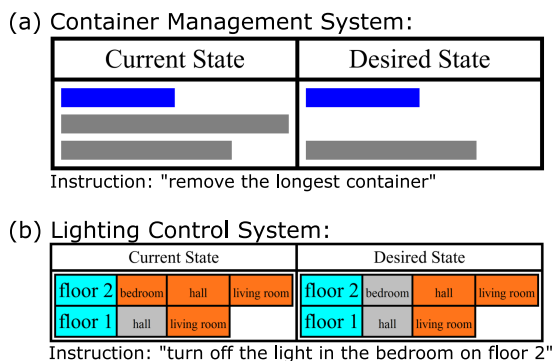 (a) Container Management System:
Current State Desired State
Instruction: "remove the longest container"
(b) Lighting Control System:
Current State Desired State
floor 2 bedroom hall living room floor 2 bedroom hall living room
floor 1 hall living room floor 1 hall living room
Instruction: "turn off the light in the bedroom on floor 2"